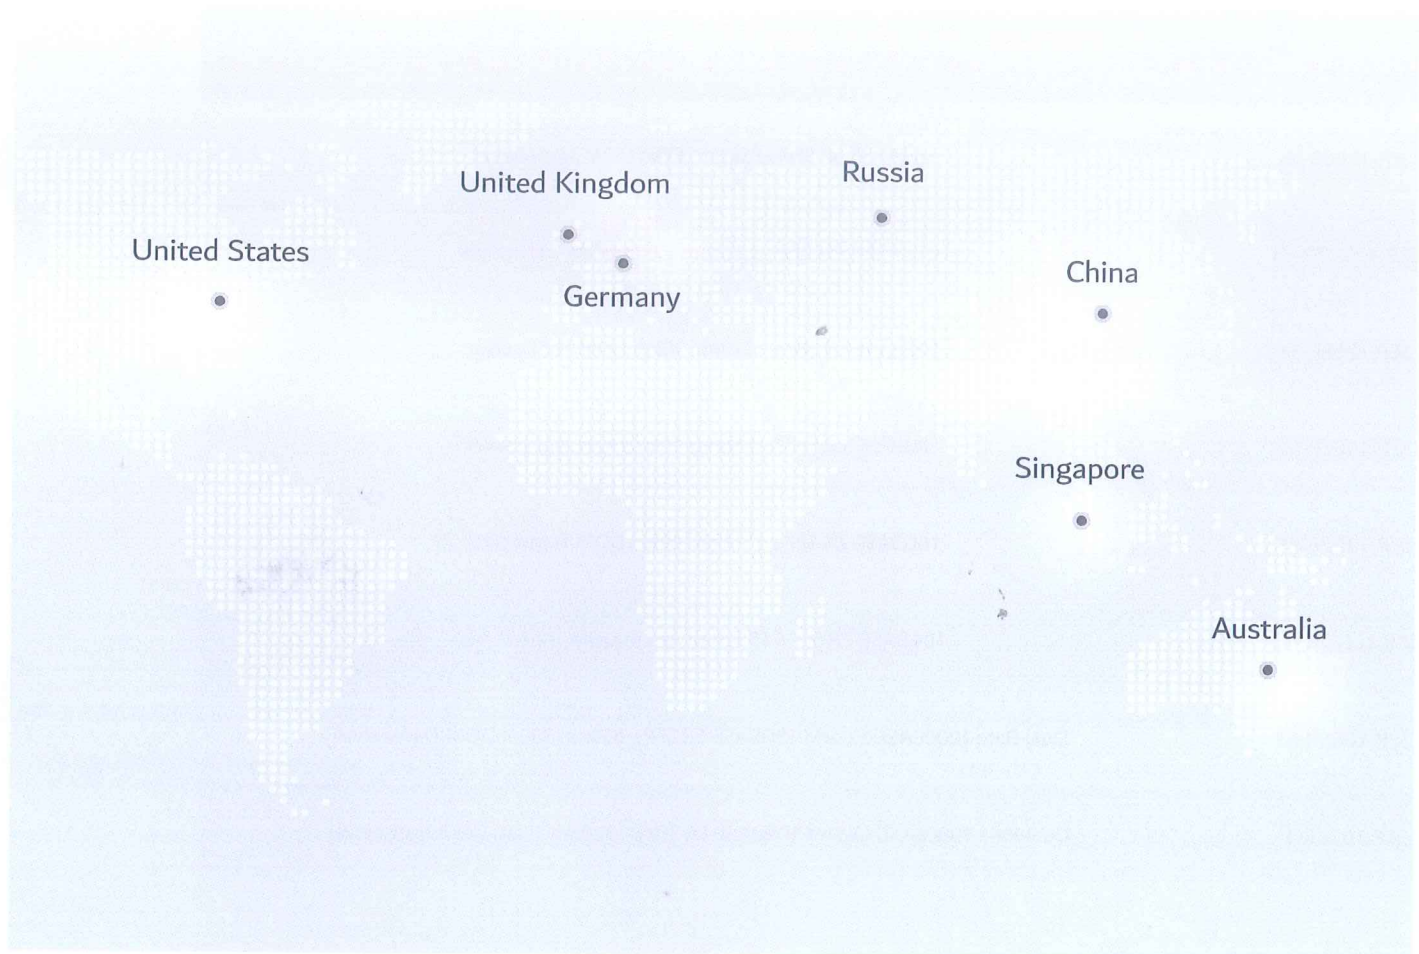 Russia
United Kingdom
United States
China
Germany
Singapore
Australia